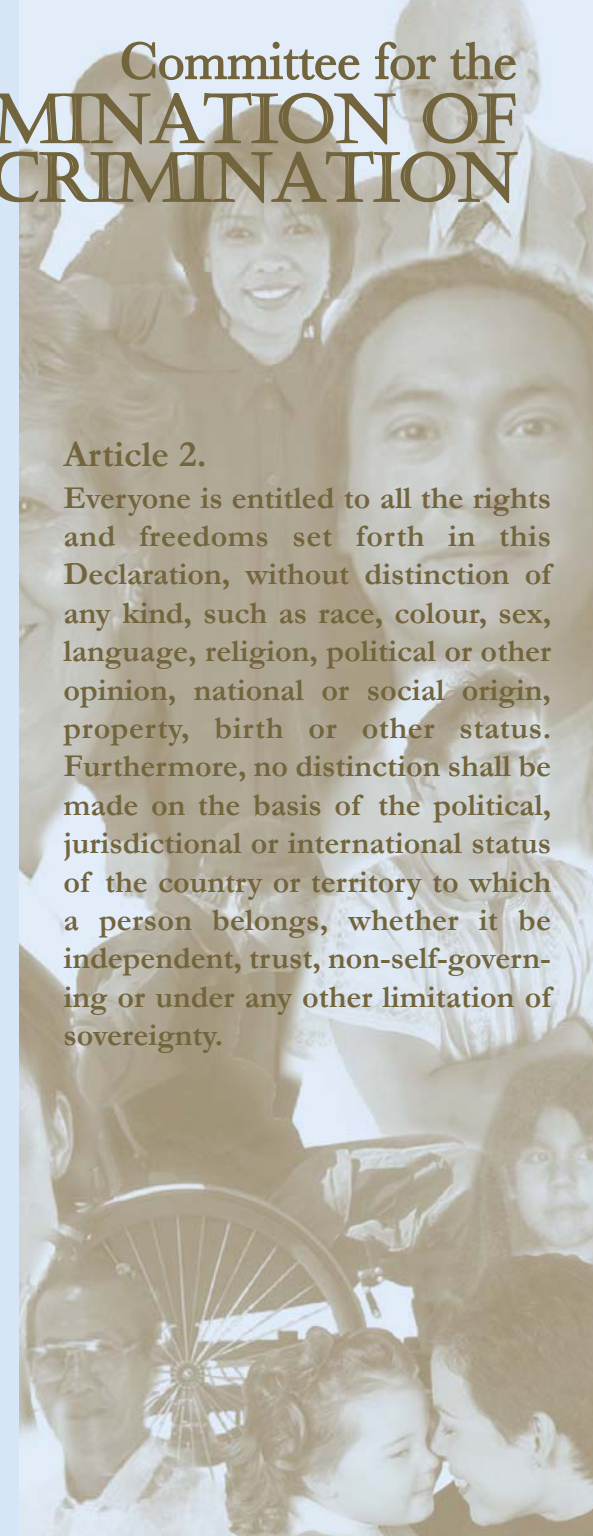 Committee for the
MINATION OF
CRIMINATION
Article 2.
Everyone is entitled to all the rights
and freedoms set forth in this
Declaration, without distinction of
any kind, such as race, colour, sex,
language, religion, political or other
opinion, national or social origin,
property, birth or other status.
Furthermore, no distinction shall be
made on the basis of the political,
jurisdictional or international status
of the country or territory to which
a person belongs, whether it be
independent, trust, non-self-govern-
ing or under any other limitation of
sovereignty.